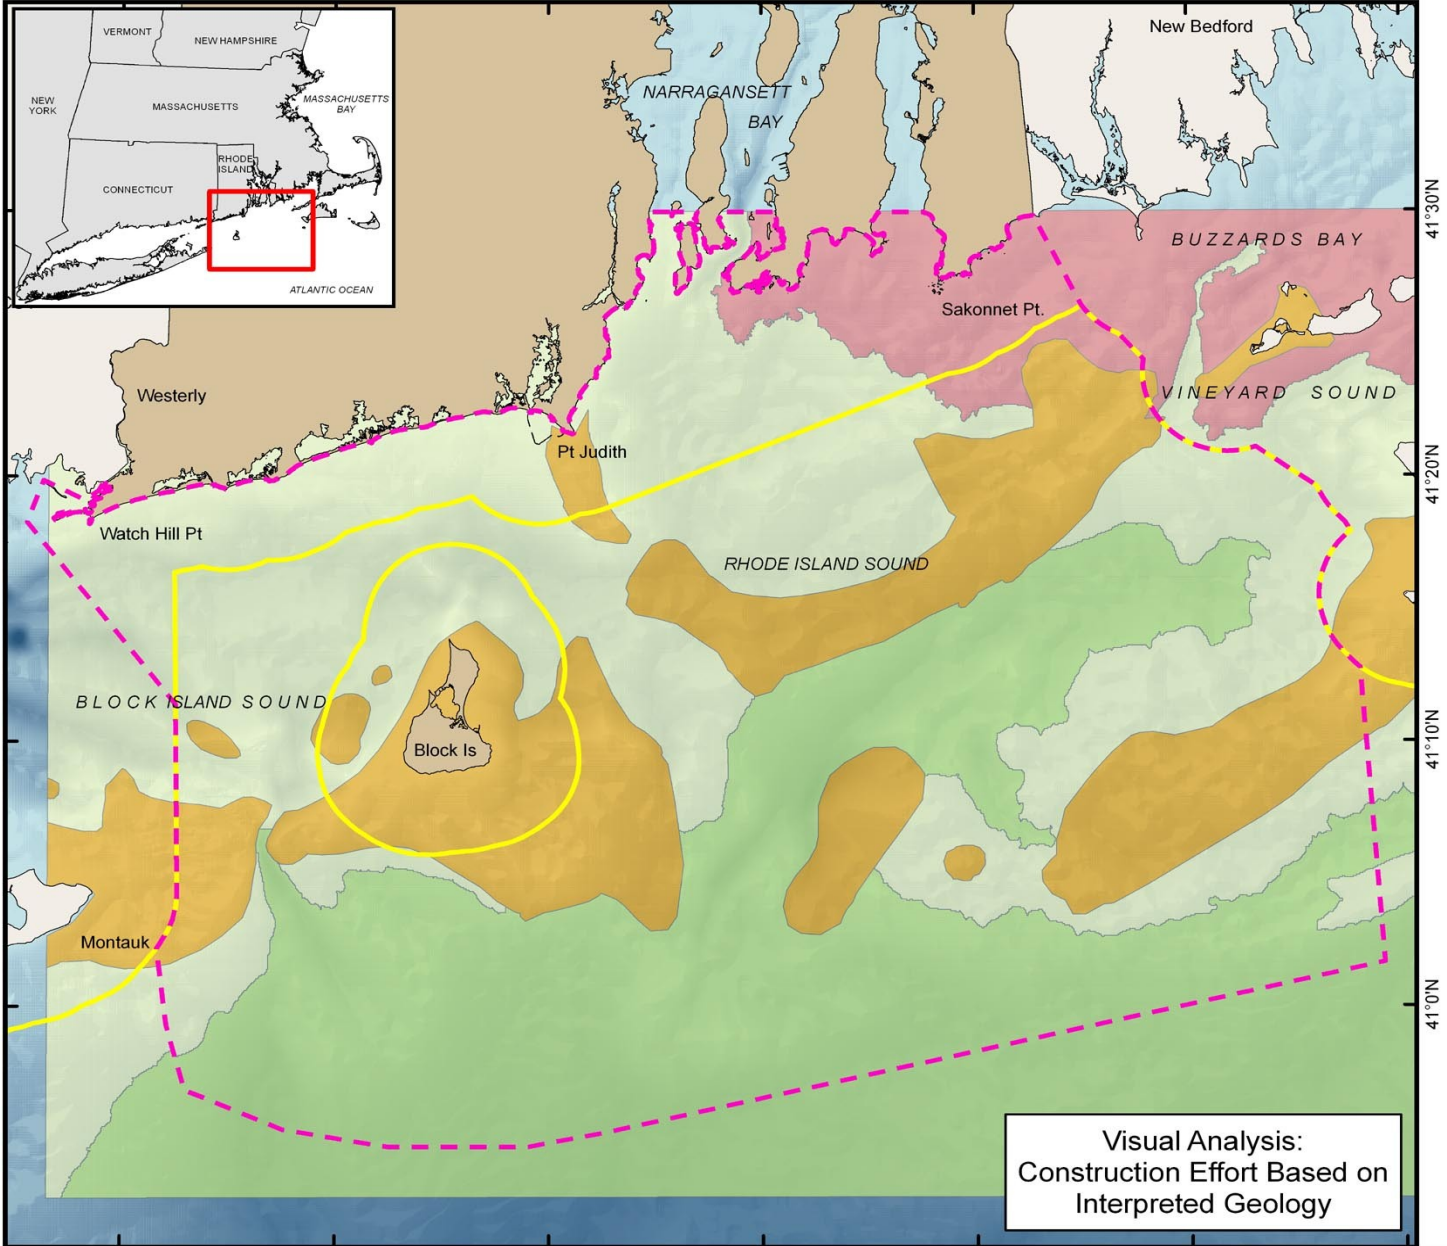 VERMONT
NEW HAMPSHIRE
NEW
YORK
MASSACHUSETTS
MASSACHUSETTS
BAY
CONNECTICUT
RHODE
ISLAND
ATLANTIC OCEAN
New Bedford
NARRAGANSETT
BAY
41°30'N
BUZZARDS BAY
Sakonnet Pt.
Westerly
VINEYARD SOUND
Pt Judith
41°20'N
Watch Hill Pt
RHODE ISLAND SOUND
BLOCK ISLAND SOUND
Block Is
41°10'N
Montauk
41°0'N
Visual Analysis:
Construction Effort Based on
Interpreted Geology